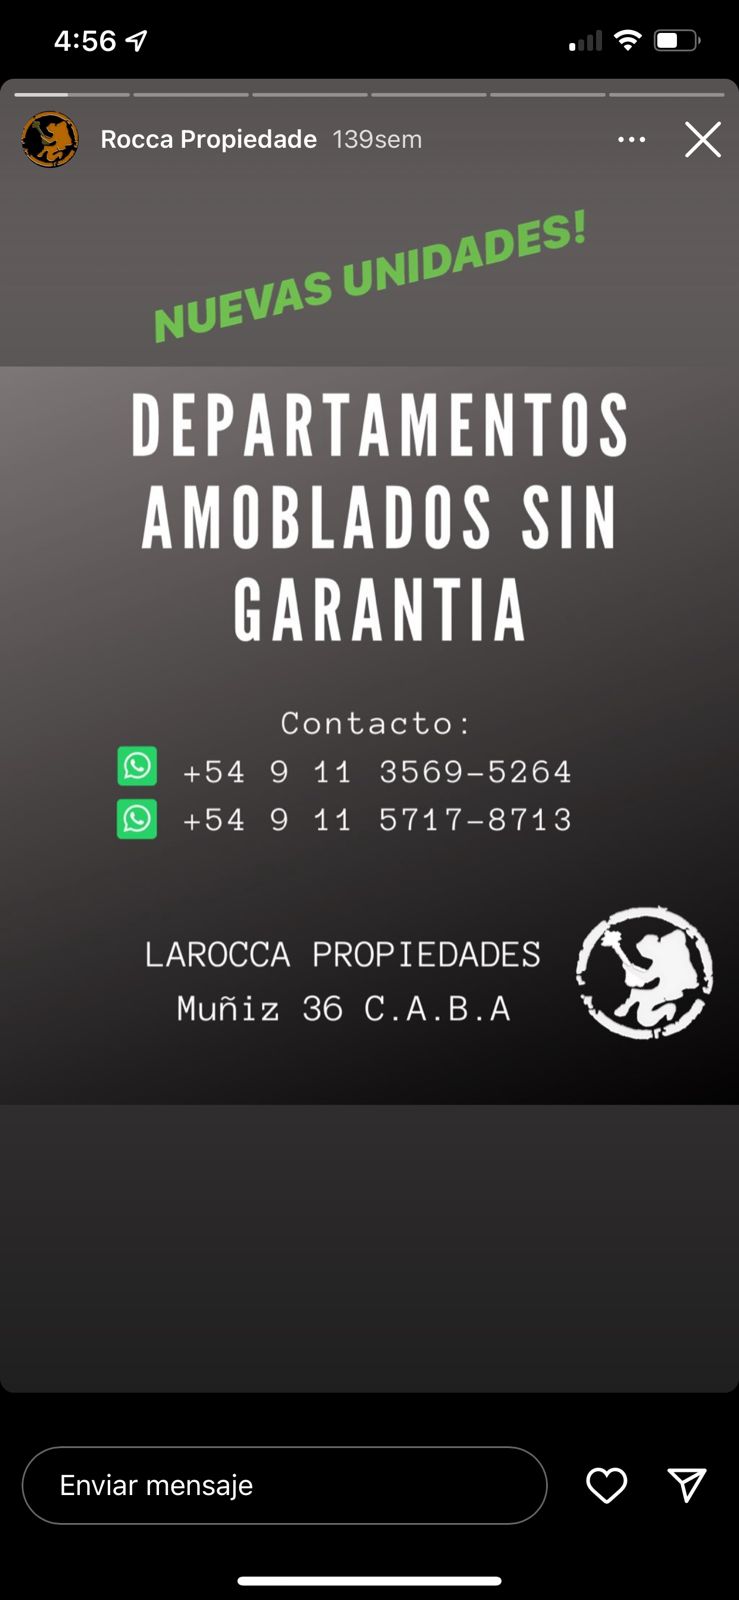 4:56
Rocca Propiedade 139sem
NUEVAS UNIDADES!
DEPARTAMENTOS
AMOBLADOS SIN
GARANTIA
Contacto:
+54 9 11 3569-5264
+54 9 11 5717-8713
LAROCCA PROPIEDADES
Muñiz 36 C.A.B.A
Enviar mensaje